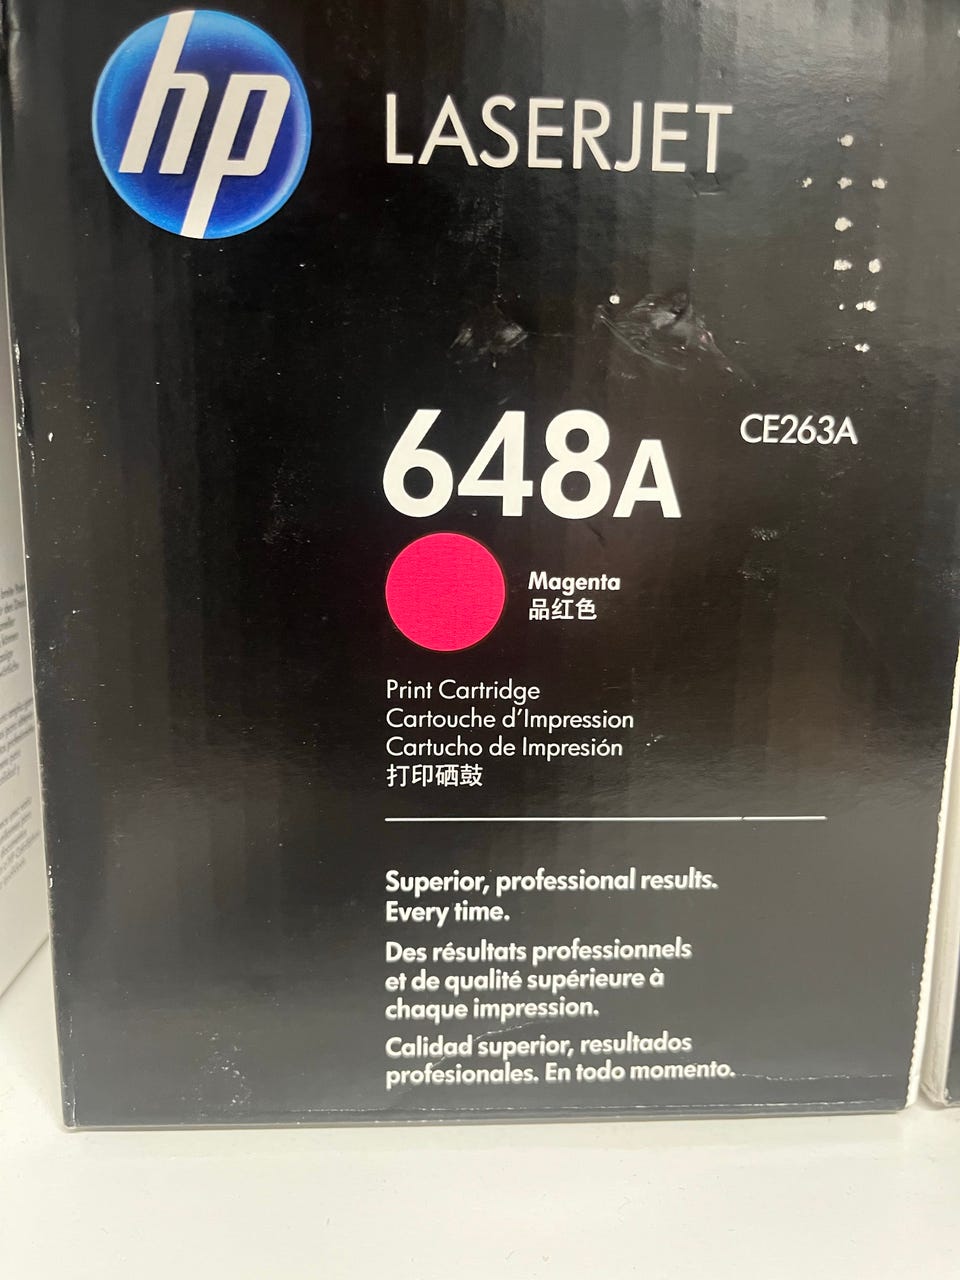 hp
LASERJET
648A
CE263A
Magenta
品红色
Print Cartridge
Cartouche d'Impression
Cartucho de Impresión
打印硒鼓
Superior, professional results.
Every time.
Des résultats professionnels
et de qualité supérieure à
chaque impression.
Calidad superior, resultados
profesionales. En todo momento.